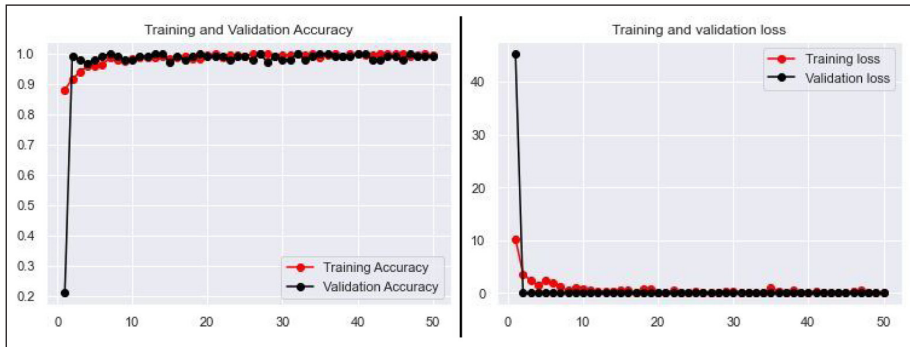 Training and Validation Accuracy
1.0
0.9
0.8
0.7
0.6
0.5
0.4
0.3
0.2
Training Accuracy
Validation Accuracy
0 10 20 30 40 50
Training and validation loss
Training loss
Validation loss
40
30
20
10
0
0 10 20 30 40 50